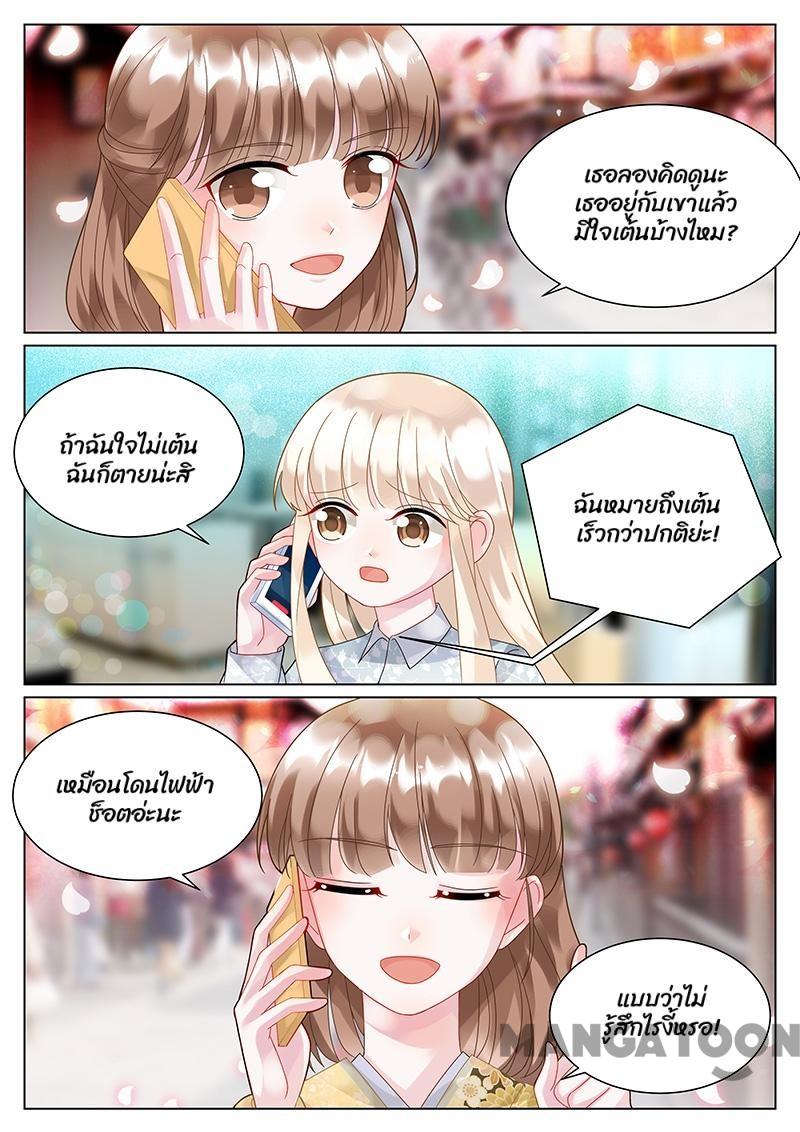 เธอลองคิดดูนะ
เธออยู่กับเขาแล้ว
มีใจเต้นบ้างไหม?
ถ้าฉันใจไม่เต้น
ฉันก็ตายน่ะสิ
ฉันหมายถึงเต้น
เร็วกว่าปกติย่ะ!
เหมือนโดนไฟฟ้า
ช็อตอ่ะนะ
แบบว่าไม่
รู้สึกไรงี้หรอ!
MANGATOON